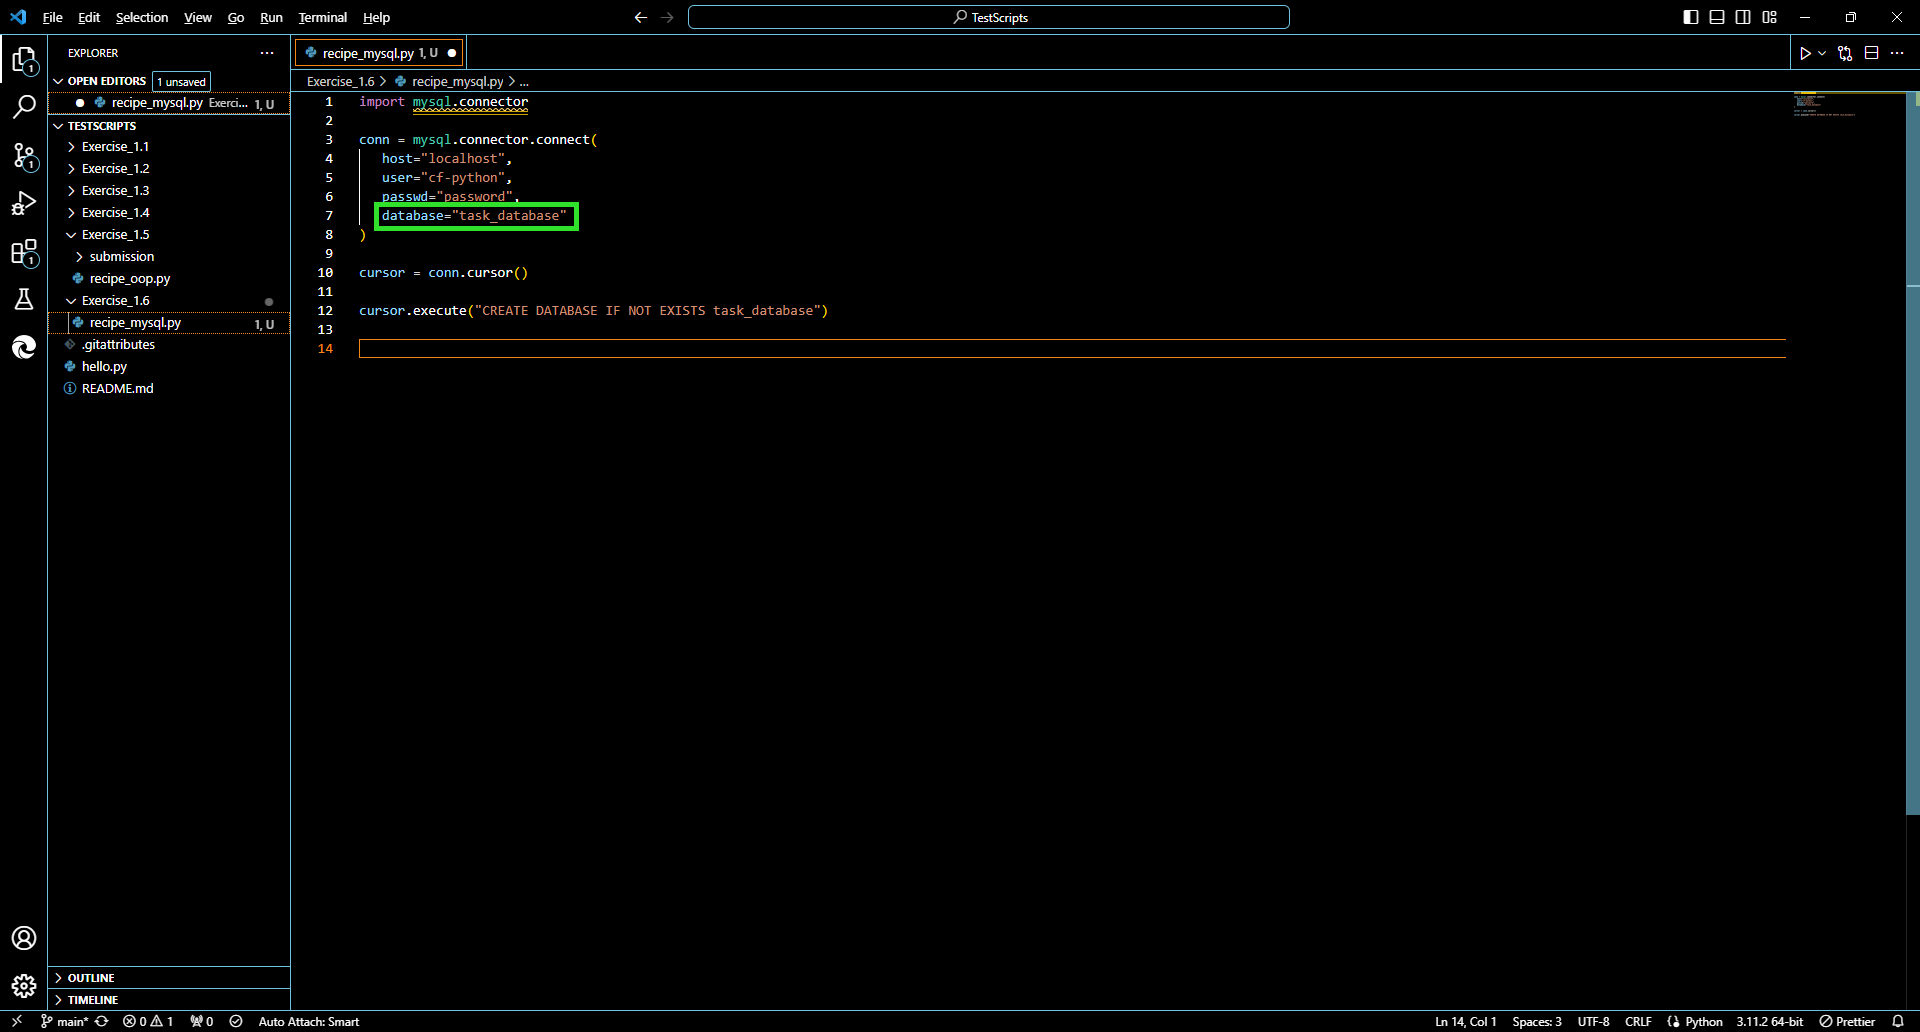 File Edit Selection View Go Run Terminal Help
TestScripts
EXPLORER
recipe_mysql.py 1, U
OPEN EDITORS 1 unsaved
Exercise_1.6 > recipe_mysql.py > ...
recipe_mysql.py Exerci... 1, U
TESTSCRIPTS
Exercise_1.1
Exercise_1.2
Exercise_1.3
Exercise_1.4
Exercise_1.5
submission
recipe_oop.py
Exercise_1.6
recipe_mysql.py 1, U
.gitattributes
hello.py
README.md
1 import mysql.connector
2
3 conn = mysql.connector.connect(
4 host="localhost",
5 user="cf-python",
6 passwd="password",
7 database="task_database"
8 )
9
10 cursor = conn.cursor()
11
12 cursor.execute("CREATE DATABASE IF NOT EXISTS task_database")
13
14
1
1
1
OUTLINE
TIMELINE
main* 0 1 0 Auto Attach: Smart Ln 14, Col 1 Spaces: 3 UTF-8 CRLF Python 3.11.2 64-bit Prettier